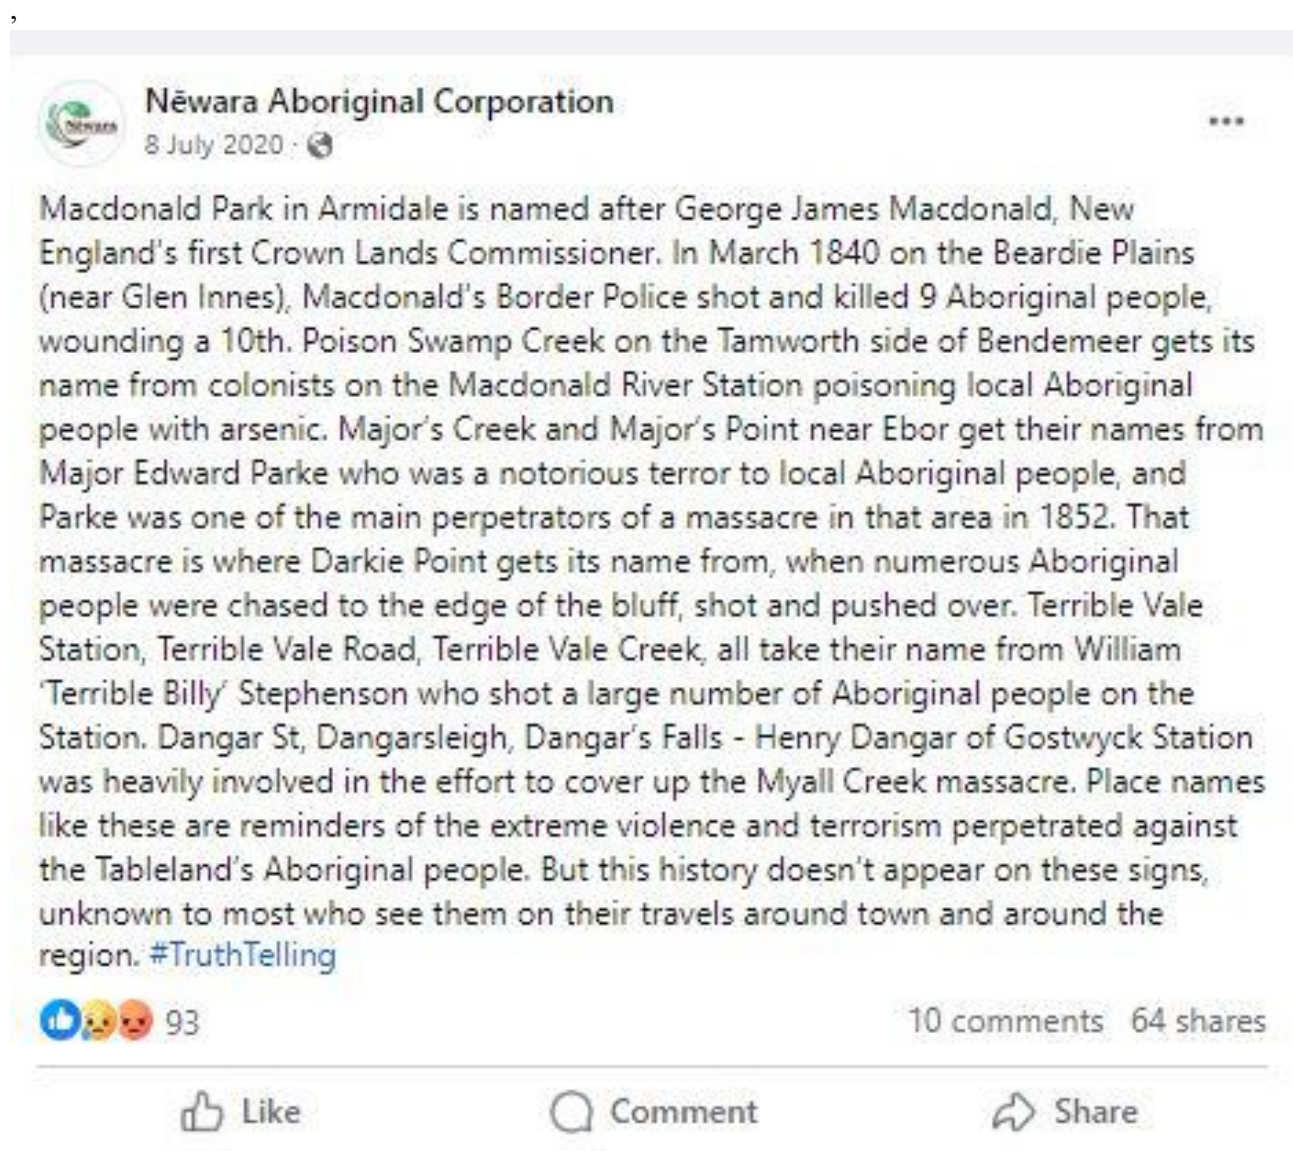 ,
Nēwara Aboriginal Corporation
8 July 2020 ·
Nēwara
Macdonald Park in Armidale is named after George James Macdonald, New
England's first Crown Lands Commissioner. In March 1840 on the Beardie Plains
(near Glen Innes), Macdonald's Border Police shot and killed 9 Aboriginal people,
wounding a 10th. Poison Swamp Creek on the Tamworth side of Bendemeer gets its
name from colonists on the Macdonald River Station poisoning local Aboriginal
people with arsenic. Major's Creek and Major's Point near Ebor get their names from
Major Edward Parke who was a notorious terror to local Aboriginal people, and
Parke was one of the main perpetrators of a massacre in that area in 1852. That
massacre is where Darkie Point gets its name from, when numerous Aboriginal
people were chased to the edge of the bluff, shot and pushed over. Terrible Vale
Station, Terrible Vale Road, Terrible Vale Creek, all take their name from William
'Terrible Billy' Stephenson who shot a large number of Aboriginal people on the
Station. Dangar St, Dangarsleigh, Dangar's Falls - Henry Dangar of Gostwyck Station
was heavily involved in the effort to cover up the Myall Creek massacre. Place names
like these are reminders of the extreme violence and terrorism perpetrated against
the Tableland's Aboriginal people. But this history doesn't appear on these signs,
unknown to most who see them on their travels around town and around the
region. #TruthTelling
93 10 comments 64 shares
Like Comment Share